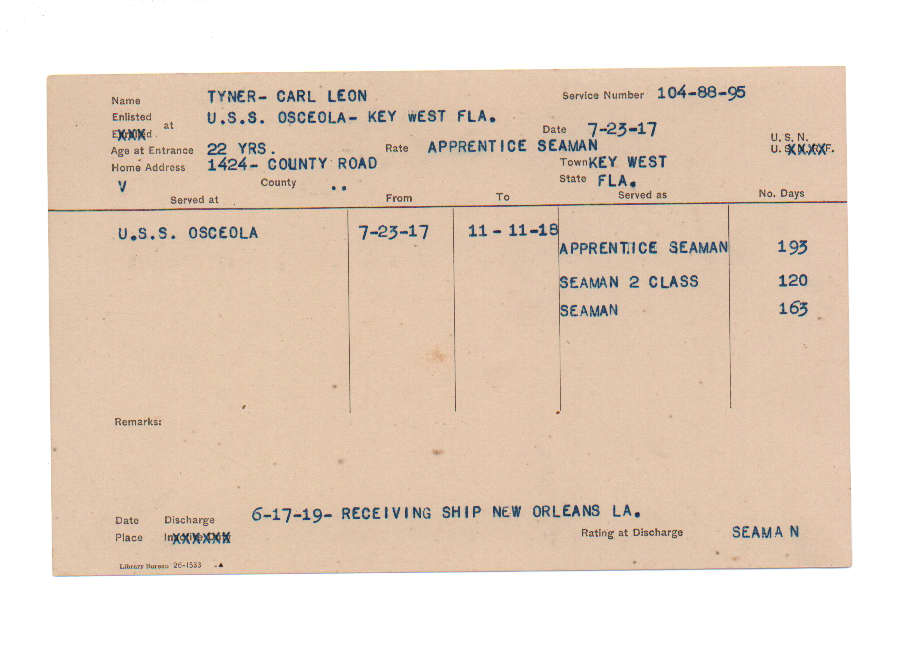 Name TYNER- CARL LEON Service Number 104-88-95
Enlisted at U.S.S. OSCEOLA- KEY WEST FLA.
Date 7-23-17
Age at Entrance 22 YRS. Rate APPRENTICE SEAMAN U. S. N.
Home Address 1424- COUNTY ROAD Town KEY WEST
V County .. State FLA.
Served at From To Served as No. Days
U.S.S. OSCEOLA 7-23-17 11-11-18
APPRENTICE SEAMAN 193
SEAMAN 2 CLASS 120
SEAMAN 163
Remarks:
Date Discharge 6-17-19- RECEIVING SHIP NEW ORLEANS LA.
Place Rating at Discharge SEAMAN
Library Bureau 26-1533